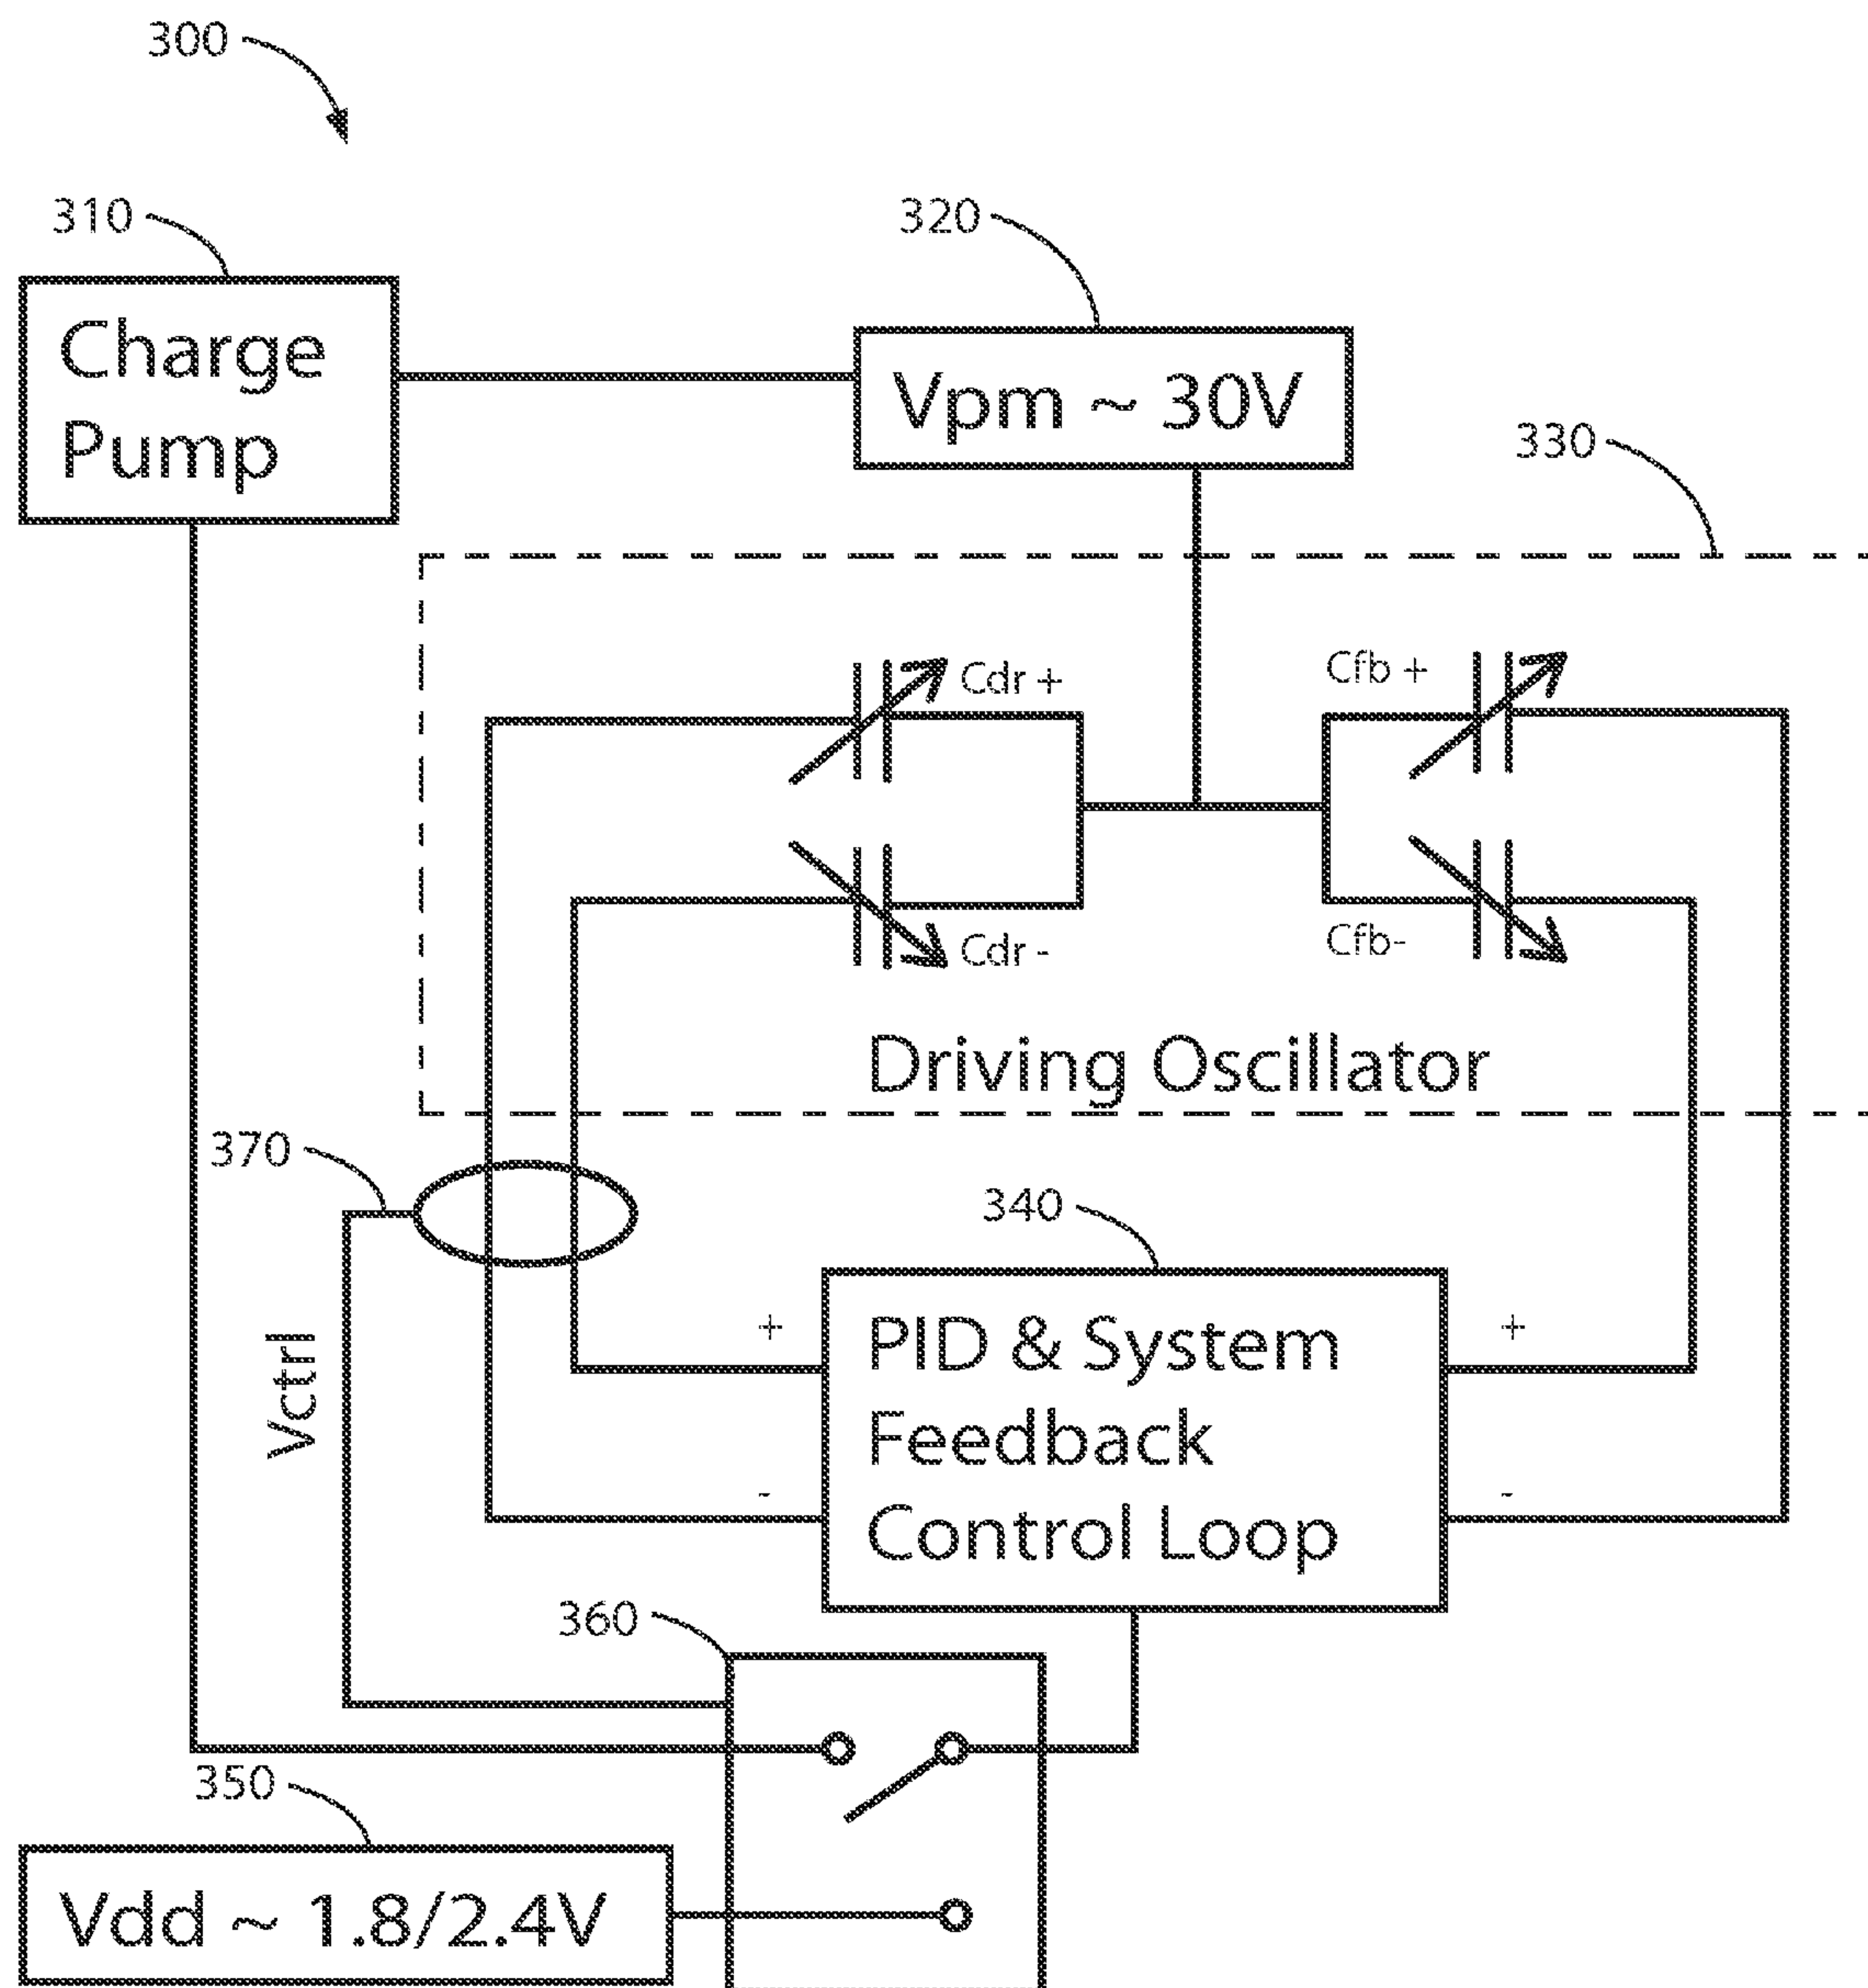 300
310
320
Charge
Pump
Vpm ~ 30V
330
Cdr +
Cfb +
Cdr -
Cfb-
Driving Oscillator
370
340
Vctrl
+
+
PID & System
Feedback
Control Loop
-
-
360
350
Vdd ~ 1.8/2.4V